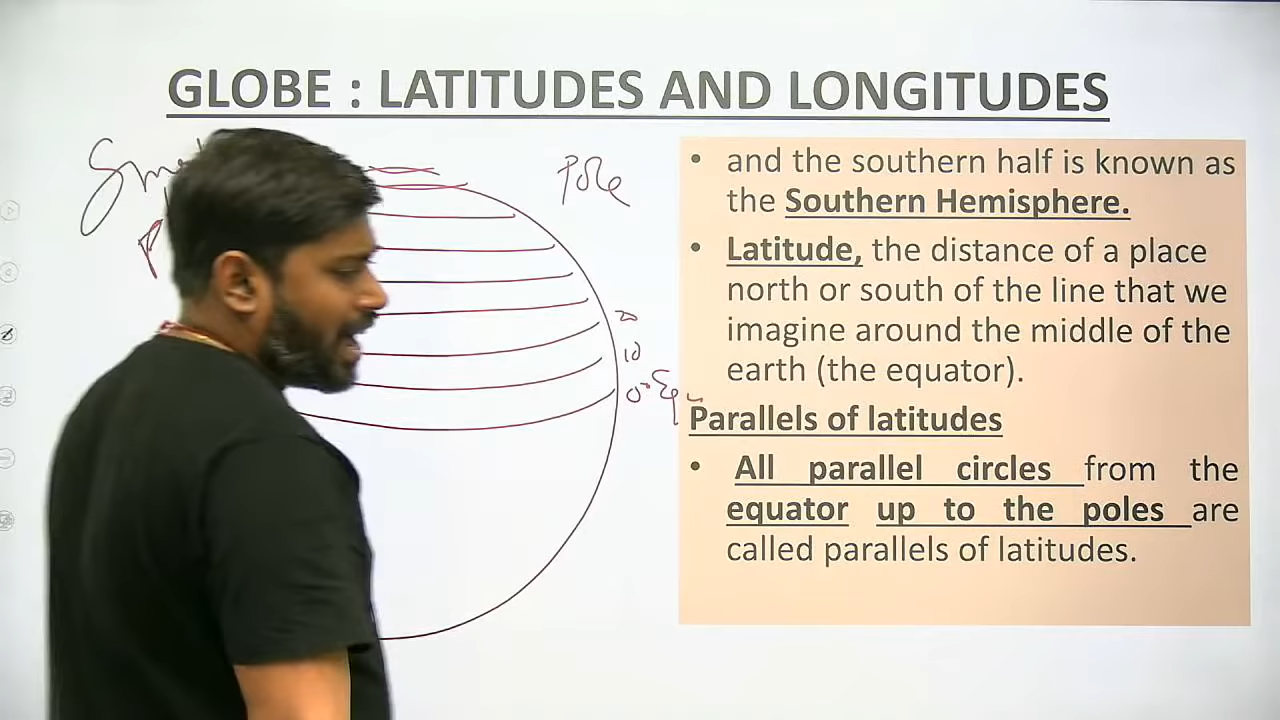 GLOBE : LATITUDES AND LONGITUDES
Pole
20
10
0° Equ
• and the southern half is known as
the Southern Hemisphere.
• Latitude, the distance of a place
north or south of the line that we
imagine around the middle of the
earth (the equator).
Parallels of latitudes
• All parallel circles from the
equator up to the poles are
called parallels of latitudes.